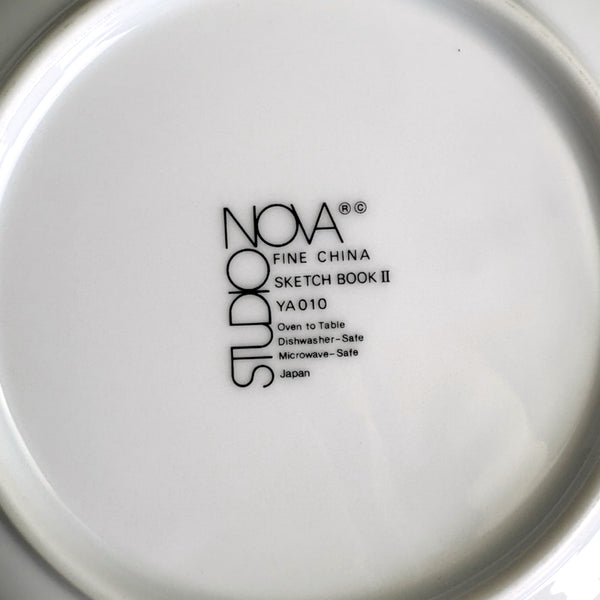 STUDIO
NOVA®©
FINE CHINA
SKETCH BOOK II
YA010
Oven to Table
Dishwasher-Safe
Microwave-Safe
Japan